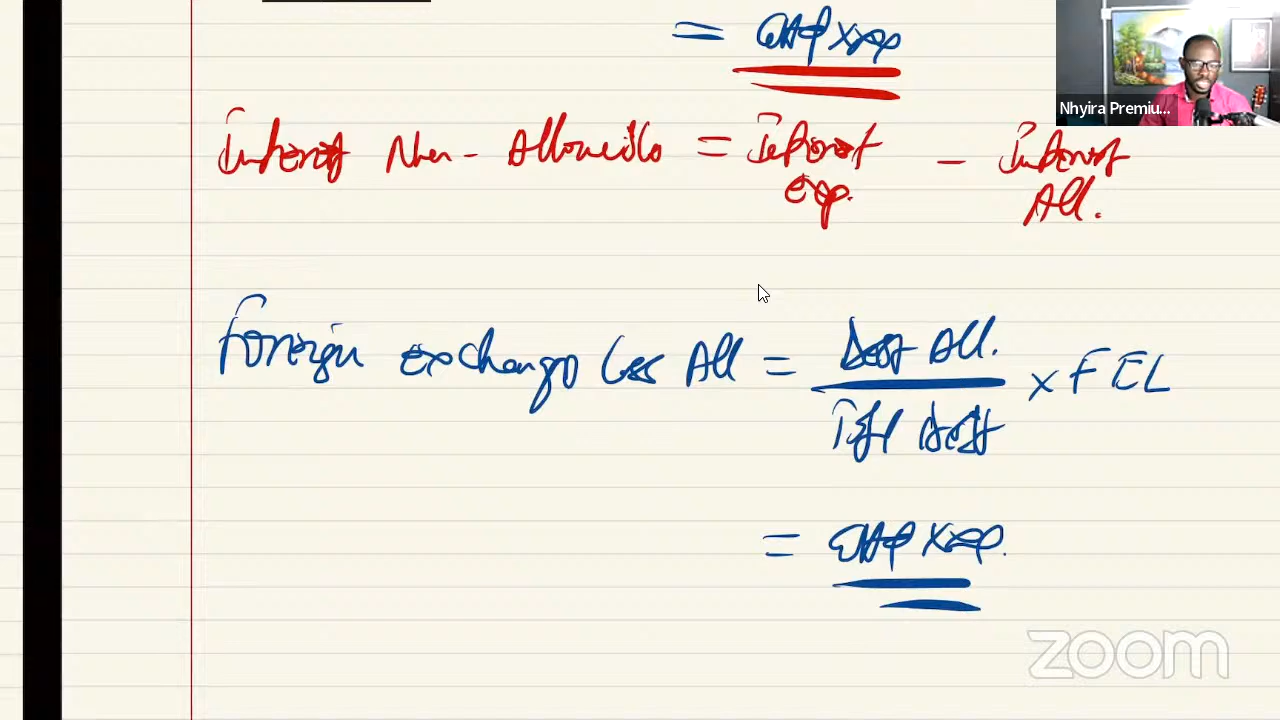 = GH¢ xxx
Nhyira Premiu...
Interest Non-Allowable = Interest exp. - Interest All.
Foreign exchange Loss All = Debt All. / Total debt x FEL
= GH¢ xxx.
zoom